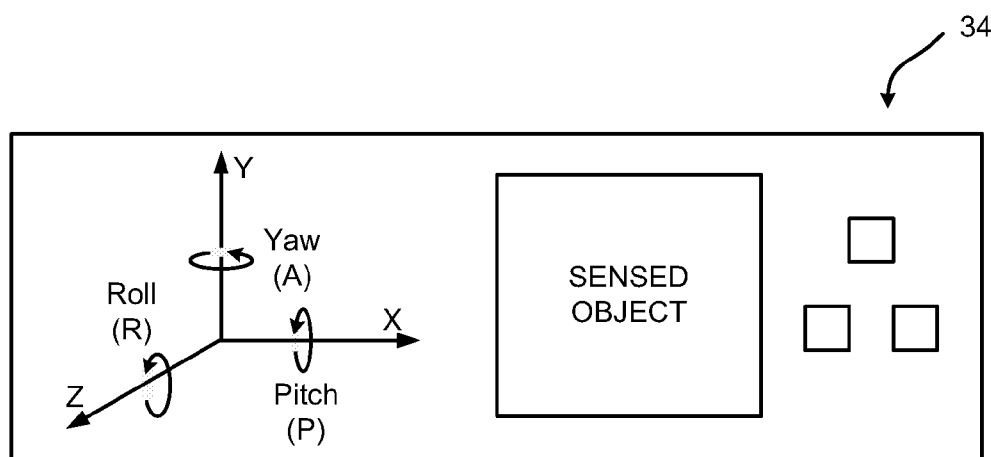 34
Y
Yaw
(A)
Roll
(R)
X
Z
Pitch
(P)
SENSED
OBJECT